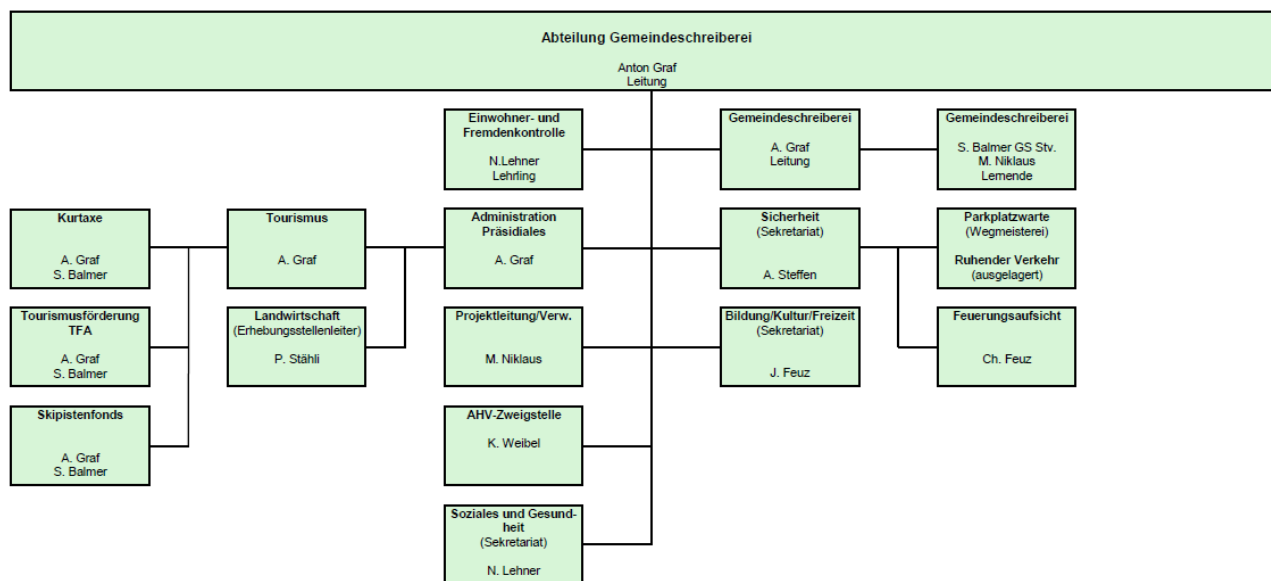 Abteilung Gemeindeschreiberei
Anton Graf
Leitung
Einwohner- und
Fremdenkontrolle
N.Lehner
Lehrling
Gemeindeschreiberei
A. Graf
Leitung
Gemeindeschreiberei
S. Balmer GS Stv.
M. Niklaus
Lernende
Kurtaxe
A. Graf
S. Balmer
Tourismus
A. Graf
Administration
Präsidiales
A. Graf
Sicherheit
(Sekretariat)
A. Steffen
Parkplatzwarte
(Wegmeisterei)
Ruhender Verkehr
(ausgelagert)
Tourismusförderung
TFA
A. Graf
S. Balmer
Landwirtschaft
(Erhebungsstellenleiter)
P. Stähli
Projektleitung/Verw.
M. Niklaus
Bildung/Kultur/Freizeit
(Sekretariat)
J. Feuz
Feuerungsaufsicht
Ch. Feuz
Skipistenfonds
A. Graf
S. Balmer
AHV-Zweigstelle
K. Weibel
Soziales und Gesund-
heit
(Sekretariat)
N. Lehner